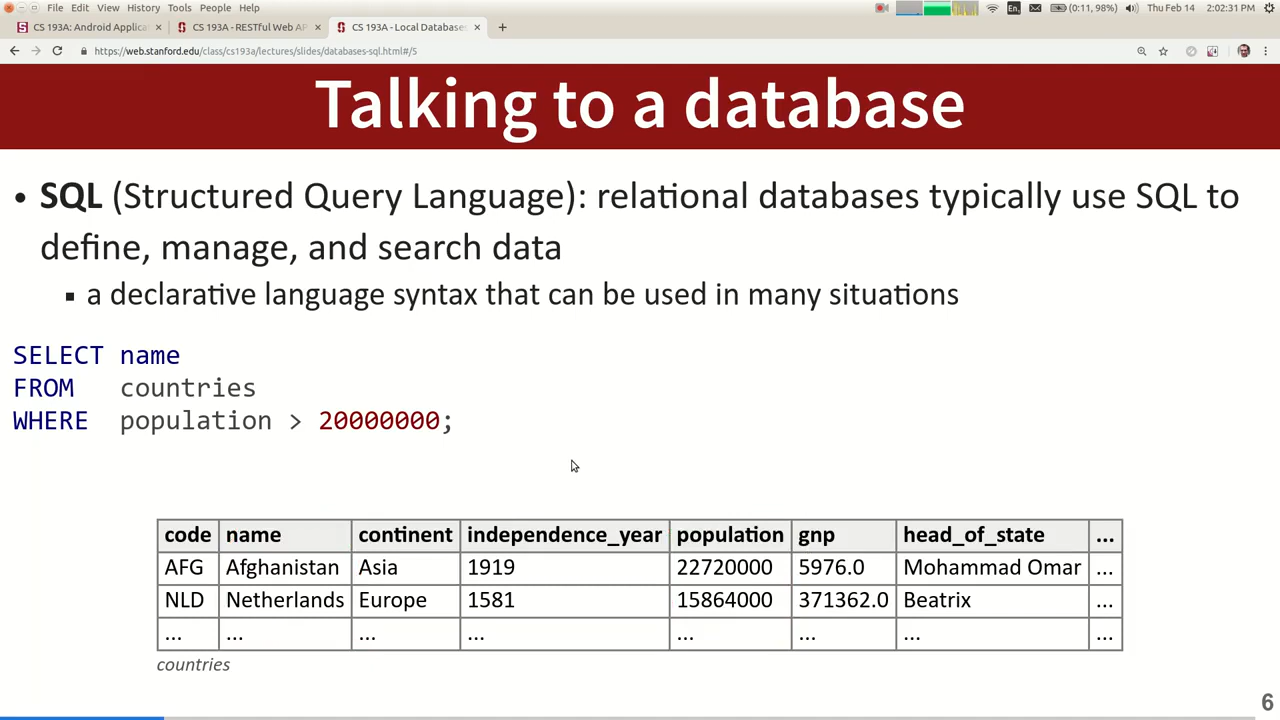 File Edit View History Tools People Help
En, (0:11, 98%) Thu Feb 14 2:02:31 PM
CS 193A: Android Applica × CS 193A - RESTful Web AP × CS 193A - Local Databases × +
https://web.stanford.edu/class/cs193a/lectures/slides/databases-sql.html#/5
Talking to a database
• SQL (Structured Query Language): relational databases typically use SQL to
define, manage, and search data
▪ a declarative language syntax that can be used in many situations
SELECT name
FROM countries
WHERE population > 20000000;
code name continent independence_year population gnp head_of_state ...
AFG Afghanistan Asia 1919 22720000 5976.0 Mohammad Omar ...
NLD Netherlands Europe 1581 15864000 371362.0 Beatrix ...
... ... ... ... ... ... ... ...
countries
6